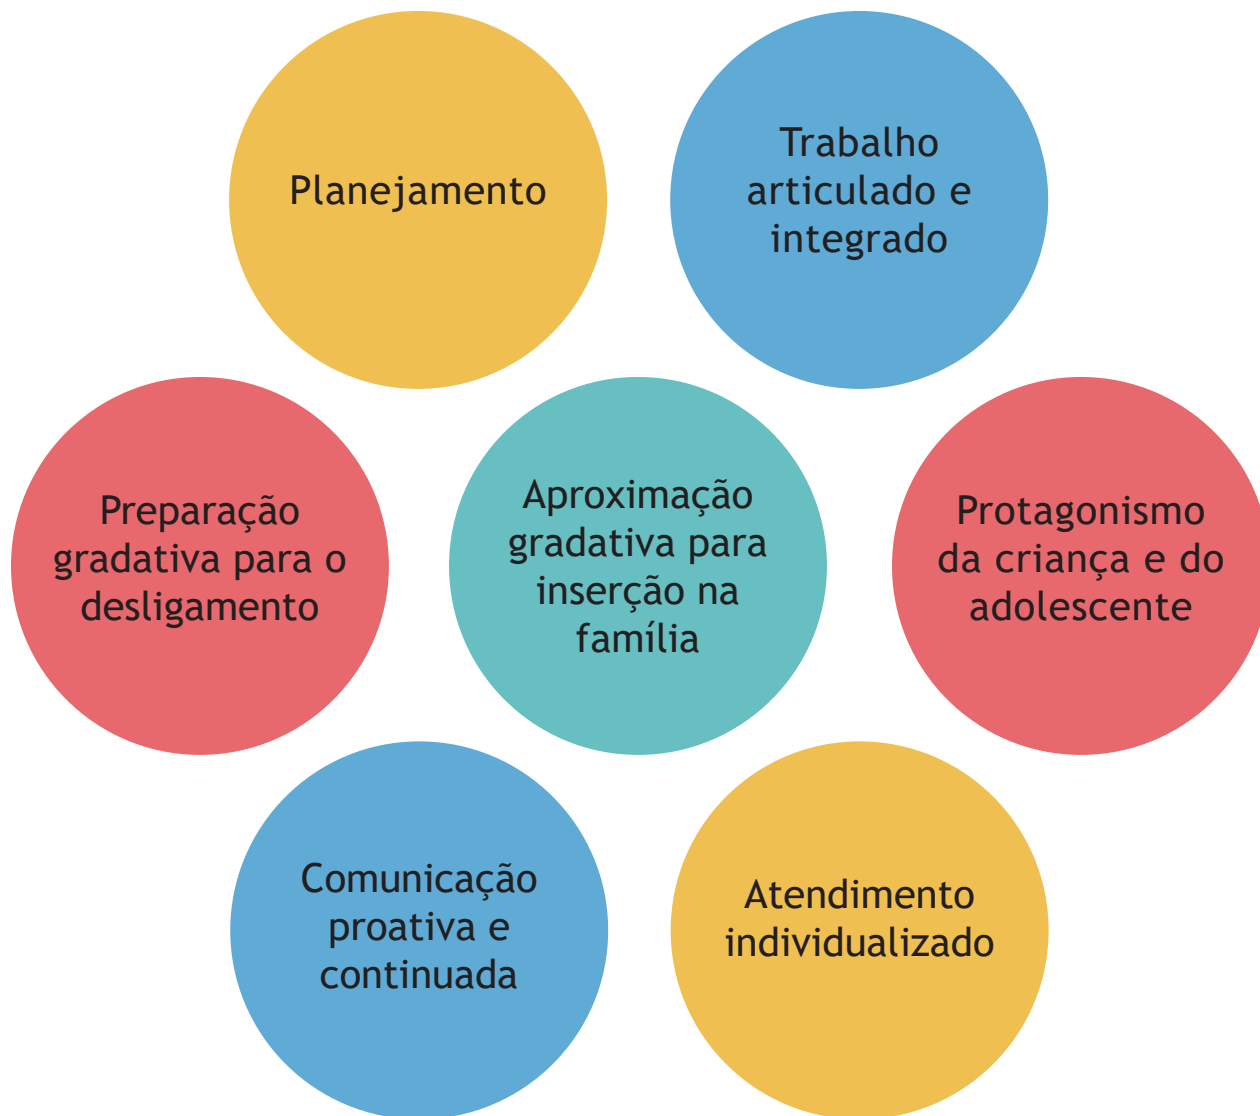 Planejamento
Trabalho
articulado e
integrado
Preparação
gradativa para o
desligamento
Aproximação
gradativa para
inserção na
família
Protagonismo
da criança e do
adolescente
Comunicação
proativa e
continuada
Atendimento
individualizado